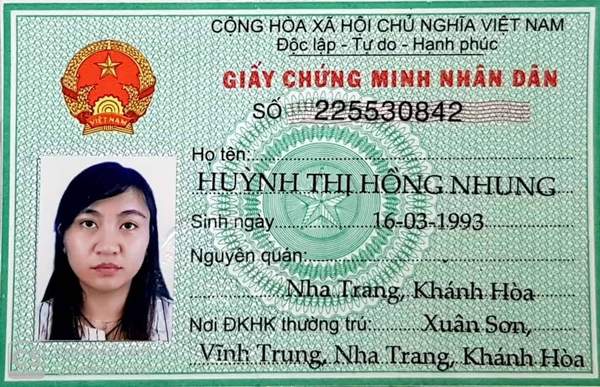 CỘNG HÒA XÃ HỘI CHỦ NGHĨA VIỆT NAM
Độc lập - Tự do - Hạnh phúc
GIẤY CHỨNG MINH NHÂN DÂN
SỐ 225530842
Họ tên:
HUỲNH THỊ HỒNG NHUNG
Sinh ngày 16-03-1993
Nguyên quán:
Nha Trang, Khánh Hòa
Nơi ĐKHK thường trú: Xuân Sơn,
Vĩnh Trung, Nha Trang, Khánh Hòa
VIỆT NAM